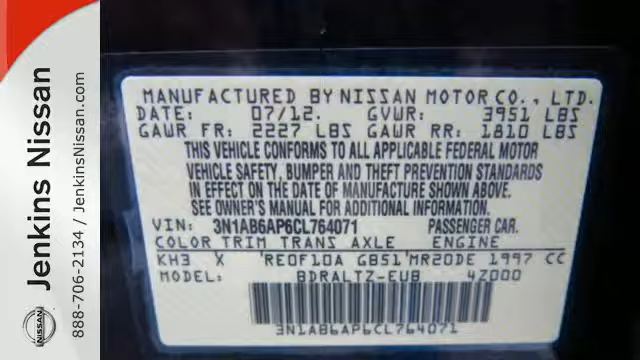 Jenkins Nissan
888-706-2134 / JenkinsNissan.com
NISSAN
MANUFACTURED BY NISSAN MOTOR CO., LTD.
DATE: 07/12. GVWR: 3951 LBS
GAWR FR: 2227 LBS GAWR RR: 1810 LBS
THIS VEHICLE CONFORMS TO ALL APPLICABLE FEDERAL MOTOR
VEHICLE SAFETY, BUMPER AND THEFT PREVENTION STANDARDS
IN EFFECT ON THE DATE OF MANUFACTURE SHOWN ABOVE.
SEE OWNER'S MANUAL FOR ADDITIONAL INFORMATION.
VIN: 3N1AB6AP6CL764071 PASSENGER CAR.
COLOR TRIM TRANS AXLE ENGINE
KH3 X 'RE0F10A GB51'MR20DE 1997 CC
MODEL: BDRALTZ-EUB 4Z000
3N1AB6AP6CL764071